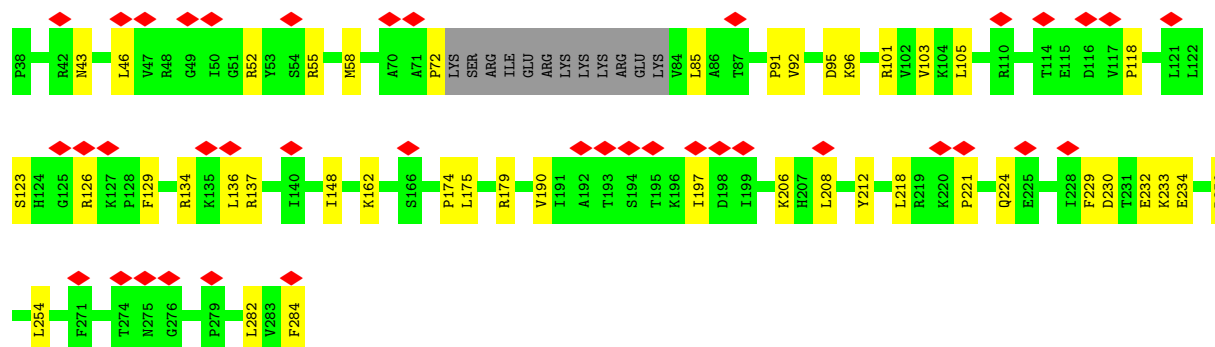 P38 R42 N43 L46 V47 R48 G49 I50 G51 R52 Y53 S54 R55 M58 A70 A71 P72 LYS SER ARG ILE GLU ARG LYS LYS LYS ARG GLU LYS V84 L85 A86 T87 P91 V92 D95 K96 R101 V102 V103 K104 L105 R110 T114 E115 D116 V117 P118 L121 L122
S123 H124 G125 R126 K127 P128 F129 R134 K135 L136 R137 I140 I148 K162 S166 P174 L175 R179 V190 I191 A192 T193 S194 T195 K196 I197 D198 I199 K206 H207 L208 Y212 L218 R219 K220 P221 Q224 E225 I228 F229 D230 T231 E232 K233 E234
L254 F271 T274 N275 G276 P279 L282 V283 F284